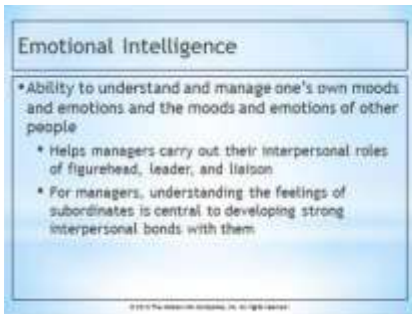 Emotional Intelligence
•Ability to understand and manage one's own moods
and emotions and the moods and emotions of other
people
• Helps managers carry out their interpersonal roles
of figurehead, leader, and liaison
• For managers, understanding the feelings of
subordinates is central to developing strong
interpersonal bonds with them